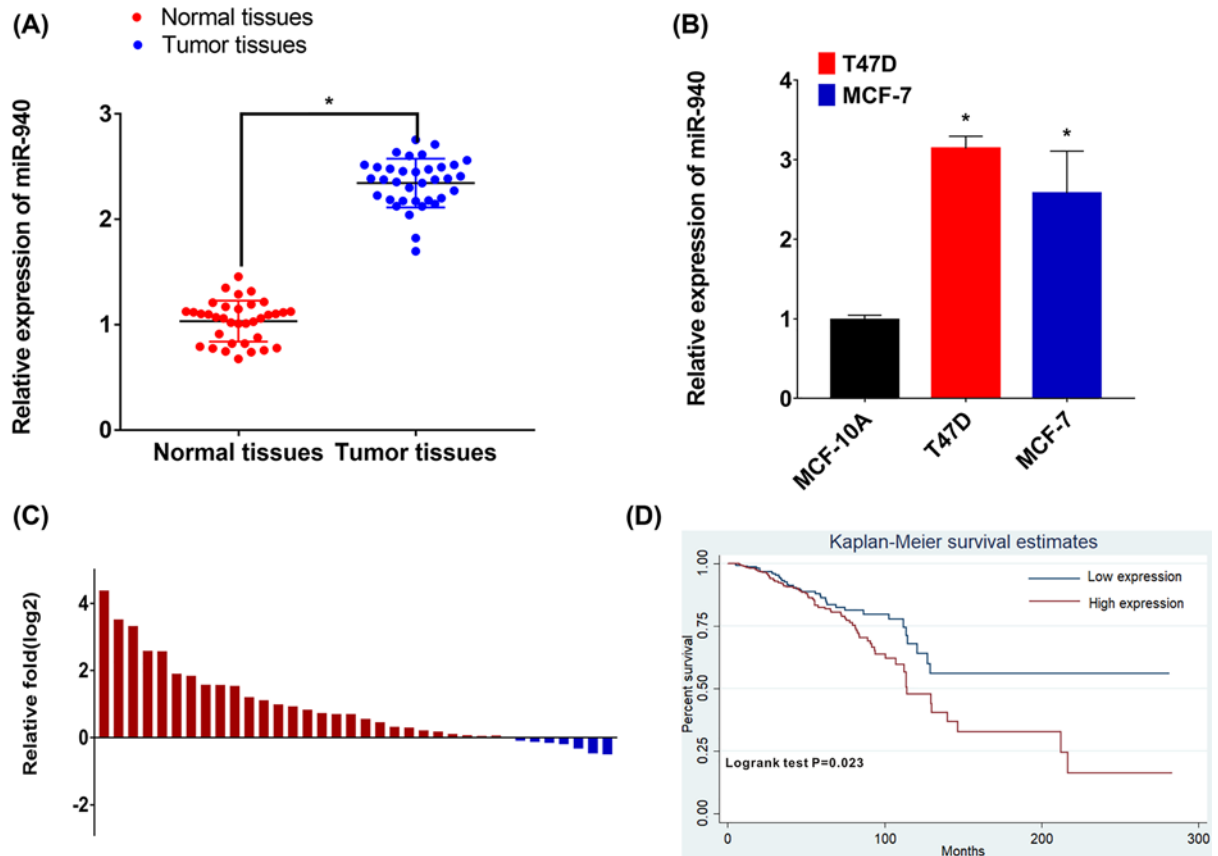 (A)
Normal tissues
Tumor tissues
Relative expression of miR-940
3
2
1
0
*
Normal tissues Tumor tissues
(B)
T47D
MCF-7
Relative expression of miR-940
4
3
2
1
0
*
*
MCF-10A
T47D
MCF-7
(C)
Relative fold(log2)
4
2
0
-2
(D)
Kaplan-Meier survival estimates
Low expression
High expression
Percent survival
1.00
0.75
0.50
0.25
0.00
Logrank test P=0.023
0 100 200 300
Months